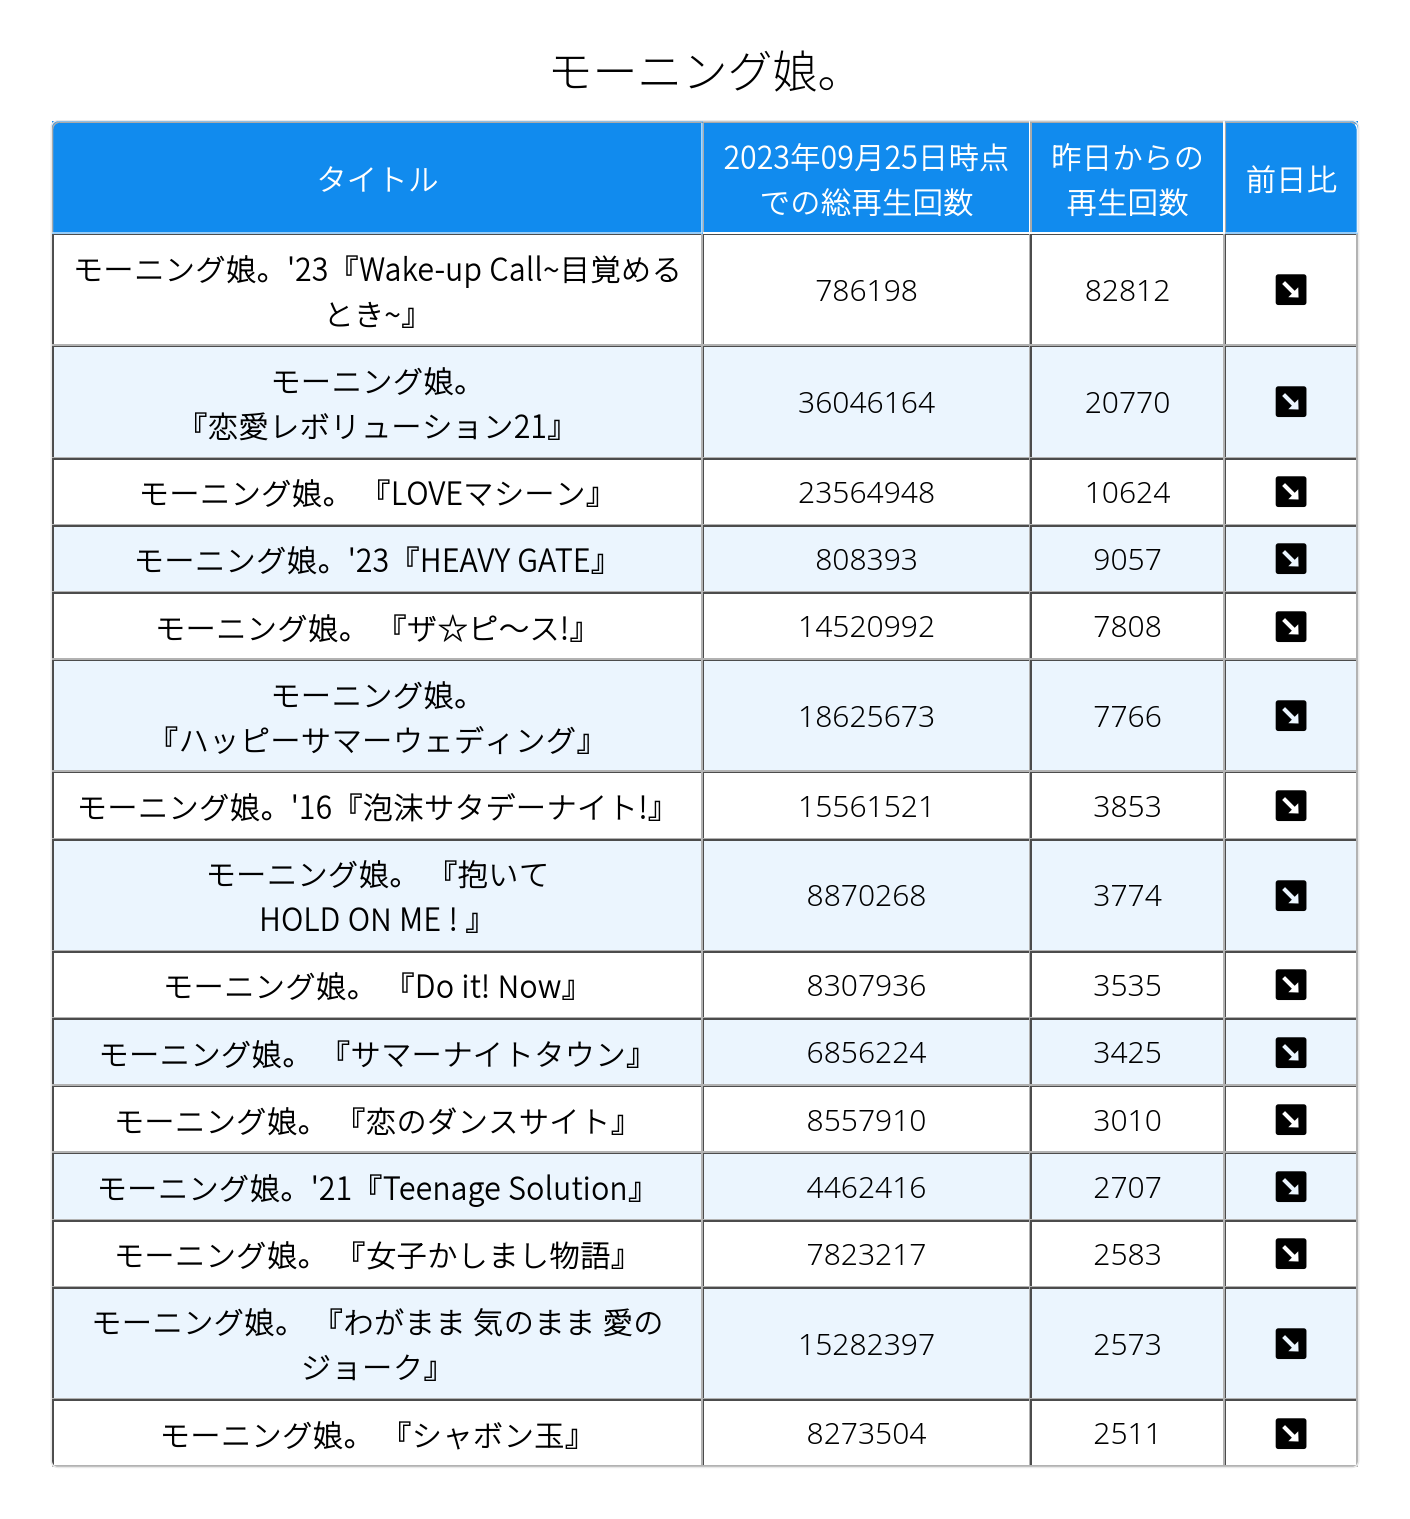 モーニング娘。
タイトル
2023年09月25日時点
での総再生回数
昨日からの
再生回数
前日比
モーニング娘。'23『Wake-up Call~目覚める
とき~』
786198
82812
モーニング娘。
『恋愛レボリューション21』
36046164
20770
モーニング娘。 『LOVEマシーン』
23564948
10624
モーニング娘。'23『HEAVY GATE』
808393
9057
モーニング娘。 『ザ☆ピ〜ス!』
14520992
7808
モーニング娘。
『ハッピーサマーウェディング』
18625673
7766
モーニング娘。'16『泡沫サタデーナイト!』
15561521
3853
モーニング娘。 『抱いて
HOLD ON ME ! 』
8870268
3774
モーニング娘。 『Do it! Now』
8307936
3535
モーニング娘。 『サマーナイトタウン』
6856224
3425
モーニング娘。 『恋のダンスサイト』
8557910
3010
モーニング娘。'21『Teenage Solution』
4462416
2707
モーニング娘。 『女子かしまし物語』
7823217
2583
モーニング娘。 『わがまま 気のまま 愛の
ジョーク』
15282397
2573
モーニング娘。 『シャボン玉』
8273504
2511